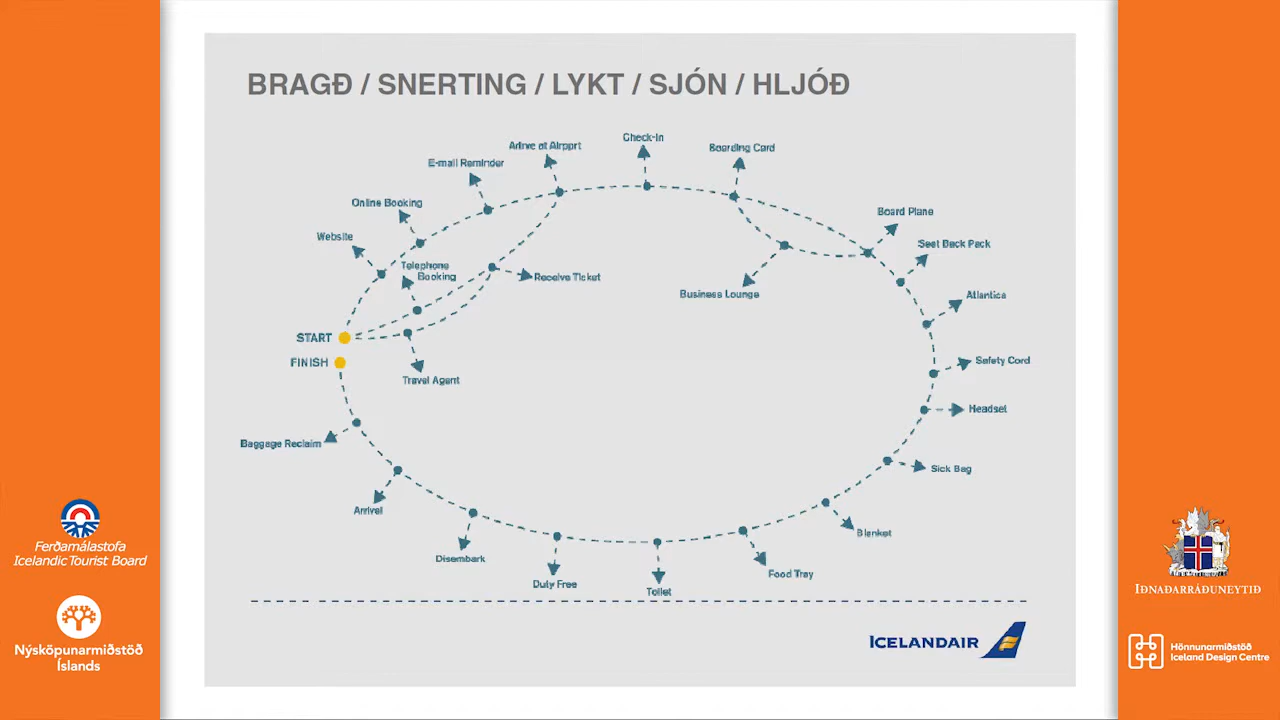 BRAGÐ / SNERTING / LYKT / SJÓN / HLJÓÐ
Check-In
Arrive at Airport
Boarding Card
E-mail Reminder
Online Booking
Board Plane
Website
Seat Back Pack
Telephone
Booking
Receive Ticket
Business Lounge
Atlantica
START
FINISH
Safety Card
Travel Agent
Headset
Baggage Reclaim
Sick Bag
Arrival
Blanket
Disembark
Food Tray
Duty Free
Toilet
ICELANDAIR
Ferðamálastofa
Icelandic Tourist Board
Nýsköpunarmiðstöð
Íslands
IÐNAÐARRÁÐUNEYTIÐ
Hönnunarmiðstöð
Iceland Design Centre